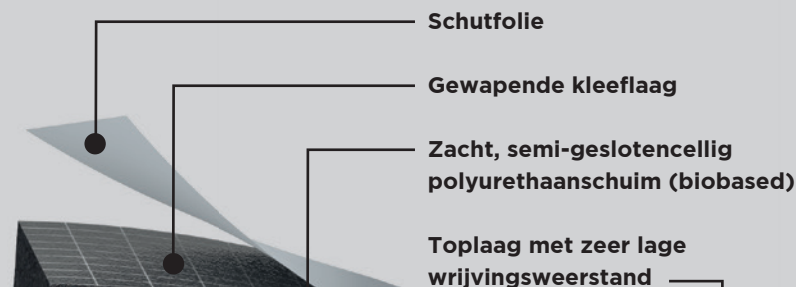 Schutfolie
Gewapende kleeflaag
Zacht, semi-geslotencellig
polyurethaanschuim (biobased)
Toplaag met zeer lage
wrijvingsweerstand